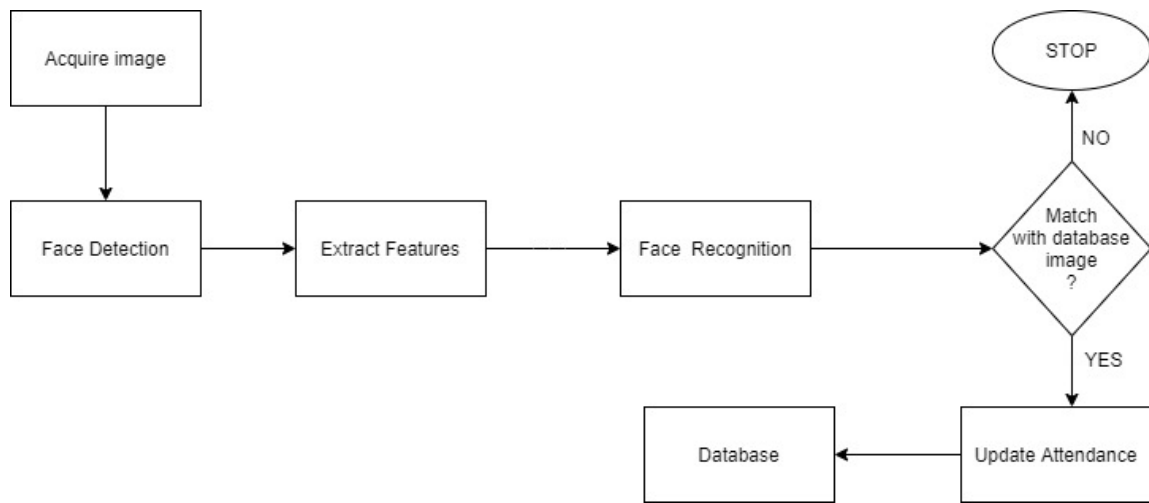 Acquire image
STOP
NO
Face Detection
Extract Features
Face  Recognition
Match
with database
image
?
YES
Database
Update Attendance